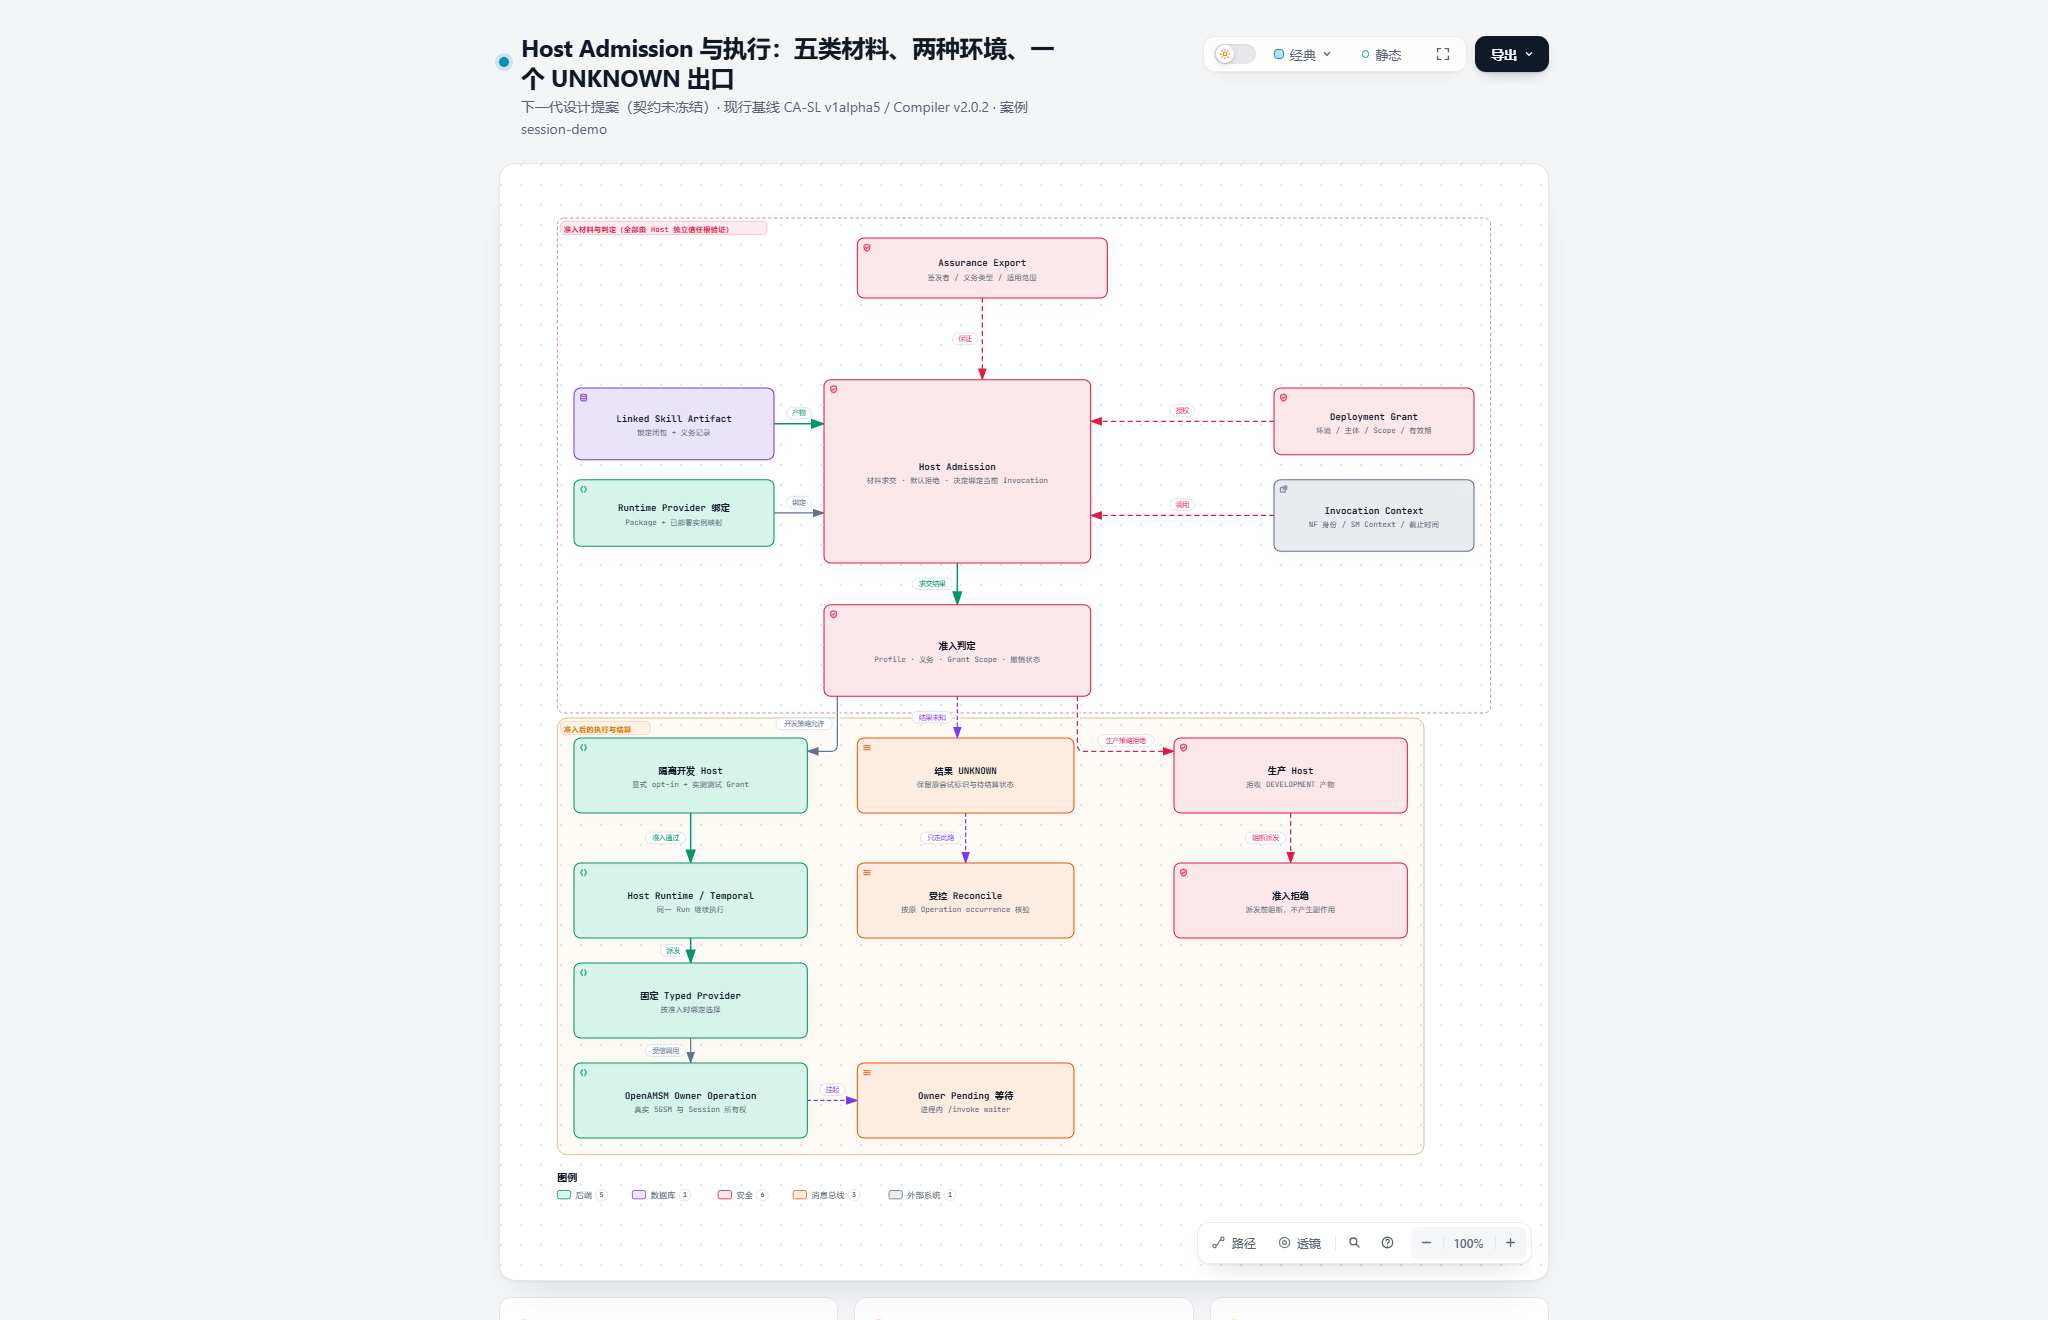 Host Admission 与执行：五类材料、两种环境、一
个 UNKNOWN 出口
下一代设计提案（契约未冻结）· 现行基线 CA-SL v1alpha5 / Compiler v2.0.2 · 案例
session-demo
经典
静态
导出
准入材料与判定（全部由 Host 独立信任根验证）
Assurance Export
签发者 / 义务类型 / 适用范围
保证
Linked Skill Artifact
锁定闭包 + 义务记录
产物
Runtime Provider 绑定
Package + 已部署实例映射
绑定
Host Admission
材料求交 · 默认拒绝 · 决定绑定当前 Invocation
授权
Deployment Grant
环境 / 主体 / Scope / 有效期
调用
Invocation Context
NF 身份 / SM Context / 截止时间
求交结果
准入判定
Profile · 义务 · Grant Scope · 撤销状态
开发策略允许
结果未知
生产策略拒绝
准入后的执行与结算
隔离开发 Host
显式 opt-in + 实测测试 Grant
结果 UNKNOWN
保留原尝试标识与待结算状态
生产 Host
拒收 DEVELOPMENT 产物
准入通过
只走此路
阻断派发
Host Runtime / Temporal
同一 Run 继续执行
受控 Reconcile
按原 Operation occurrence 核验
准入拒绝
派发前阻断，不产生副作用
派发
固定 Typed Provider
按准入时绑定选择
受信调用
OpenAMSM Owner Operation
真实 5GSM 与 Session 所有权
挂起
Owner Pending 等待
进程内 /invoke waiter
图例
后端 5
数据库 1
安全 6
消息总线 3
外部系统 1
路径
透镜
100%